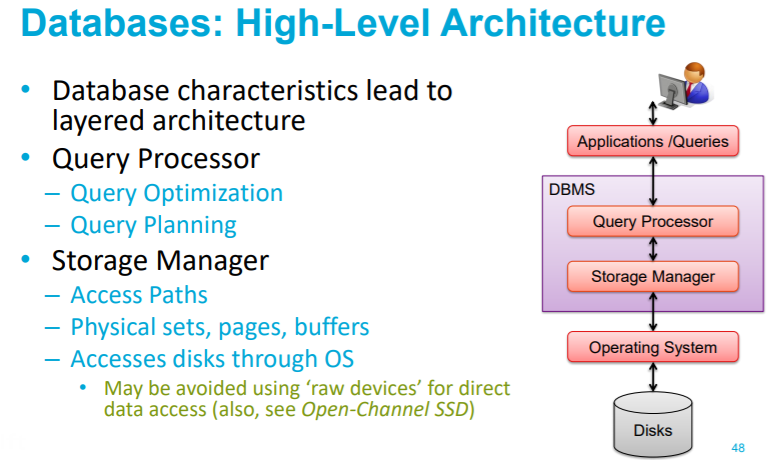 Databases: High-Level Architecture
• Database characteristics lead to
layered architecture
• Query Processor
– Query Optimization
– Query Planning
• Storage Manager
– Access Paths
– Physical sets, pages, buffers
– Accesses disks through OS
• May be avoided using ‘raw devices’ for direct
data access (also, see Open-Channel SSD)
Applications /Queries
DBMS
Query Processor
Storage Manager
Operating System
Disks
48